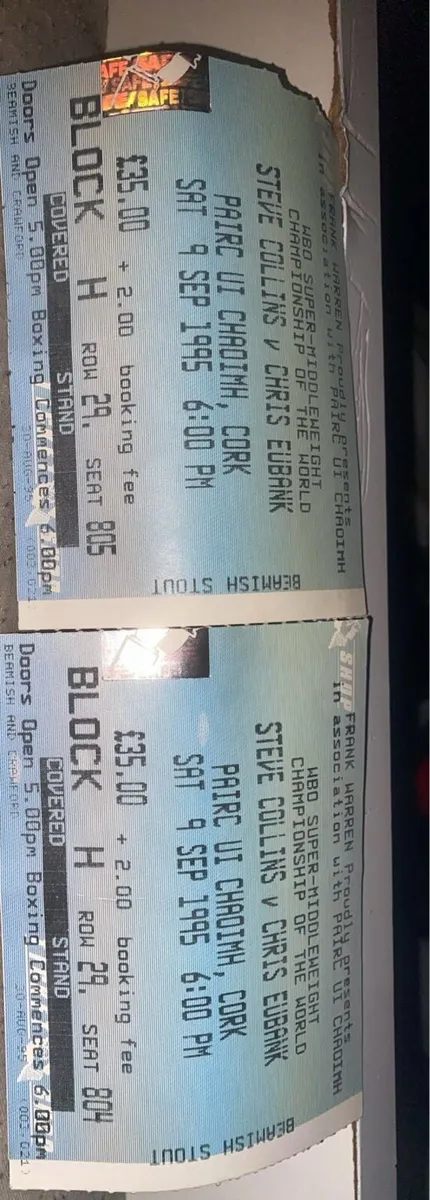 FRANK WARREN Proudly presents
in association with PAIRC UI CHAOIMH
WBO SUPER-MIDDLEWEIGHT
CHAMPIONSHIP OF THE WORLD
STEVE COLLINS v CHRIS EUBANK
PAIRC UI CHAOIMH, CORK
SAT 9 SEP 1995 6:00 PM
£35.00 + 2.00 booking fee
BLOCK H ROW 29, SEAT 805
COVERED STAND
Doors Open 5.00pm Boxing Commences 6.00pm
BEAMISH AND CRAWFORD
BEAMISH STOUT
FRANK WARREN Proudly presents
in association with PAIRC UI CHAOIMH
WBO SUPER-MIDDLEWEIGHT
CHAMPIONSHIP OF THE WORLD
STEVE COLLINS v CHRIS EUBANK
PAIRC UI CHAOIMH, CORK
SAT 9 SEP 1995 6:00 PM
£35.00 + 2.00 booking fee
BLOCK H ROW 29, SEAT 804
COVERED STAND
Doors Open 5.00pm Boxing Commences 6.00pm
BEAMISH AND CRAWFORD
BEAMISH STOUT